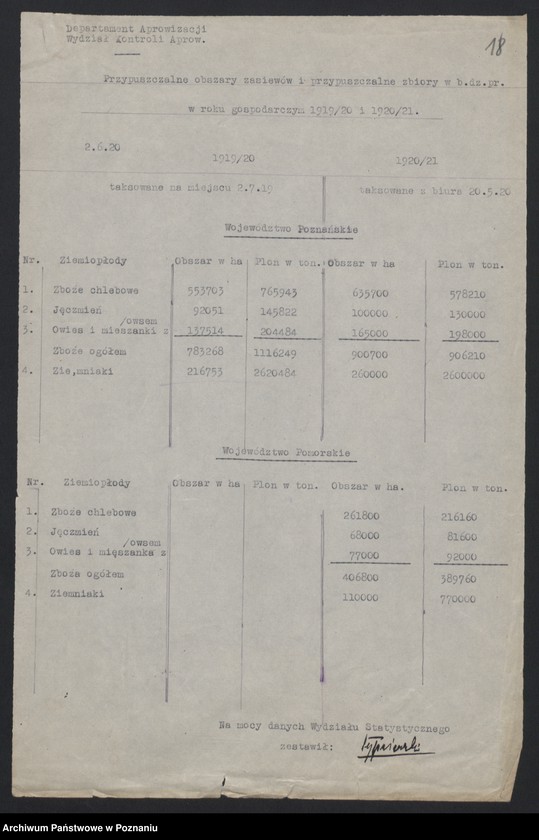 Departament Aprowizacji
Wydział Kontroli Aprow.
18
Przypuszczalne obszary zasiewów i przypuszczalne zbiory w b.dz.pr.
w roku gospodarczym 1919/20 i 1920/21.
2.6.20
1919/20 1920/21
taksowane na miejscu 2.7.19 taksowane z biura 20.5.20
Województwo Poznańskie
Nr. Ziemiopłody Obszar w ha Plon w ton. Obszar w ha Plon w ton.
1. Zboże chlebowe 553703 765943 635700 578210
2. Jęczmień 92051 145822 100000 130000
/owsem
3. Owies i mieszanki z 137514 204484 165000 198000
Zboże ogółem 783268 1116249 900700 906210
4. Zie,mniaki 216753 2620484 260000 2600000
Województwo Pomorskie
Nr. Ziemiopłody Obszar w ha Plon w ton. Obszar w ha. Plon w ton.
1. Zboże chlebowe 261800 216160
2. Jęczmień 68000 81600
/owsem
3. Owies i mięszanka z 77000 92000
Zboża ogółem 406800 389760
4. Ziemniaki 110000 770000
Na mocy danych Wydziału Statystycznego
zestawił:
Archiwum Państwowe w Poznaniu